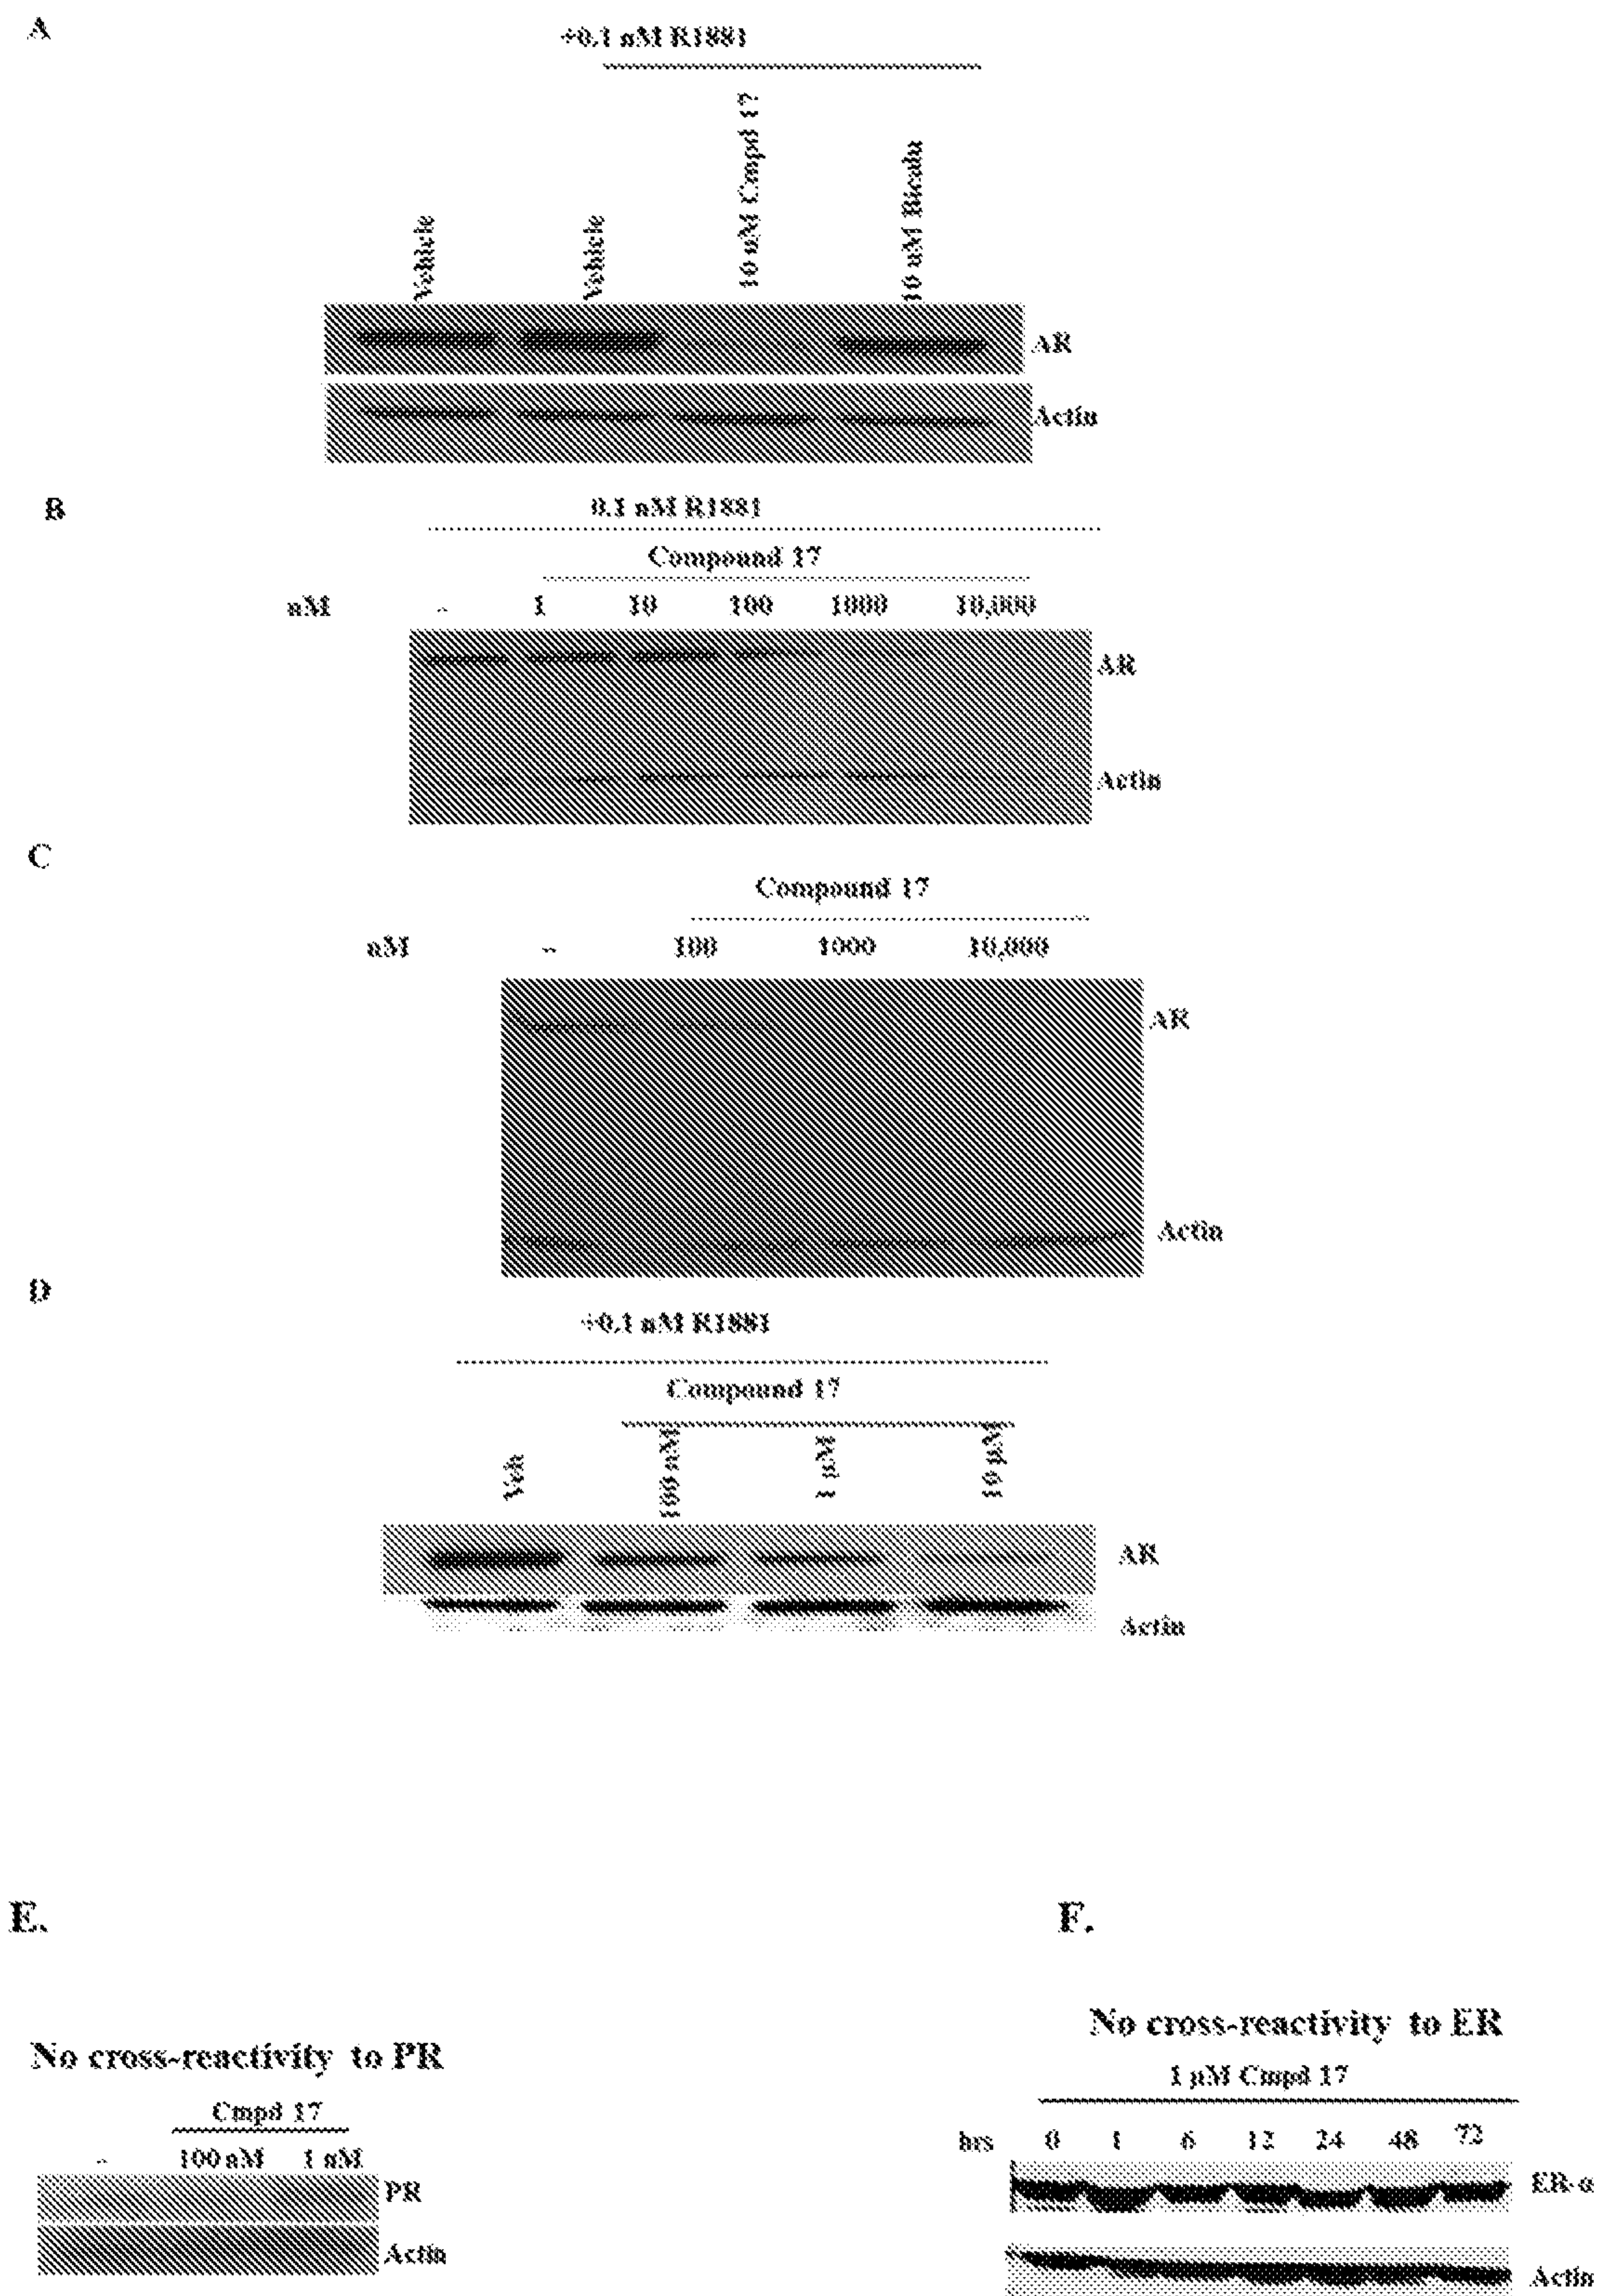 A
+0.1 nM R1881
Vehicle
Vehicle
10 uM Cmpd 17
10 uM Bicalu
AR
Actin
B
0.1 nM R1881
Compound 17
nM - 1 10 100 1000 10,000
AR
Actin
C
Compound 17
nM - 100 1000 10,000
AR
Actin
D
+0.1 nM R1881
Compound 17
Veh
100 nM
1 μM
10 μM
AR
Actin
E.
No cross-reactivity to PR
Cmpd 17
- 100 nM 1 nM
PR
Actin
F.
No cross-reactivity to ER
1 μM Cmpd 17
hrs 0 1 6 12 24 48 72
ER-α
Actin